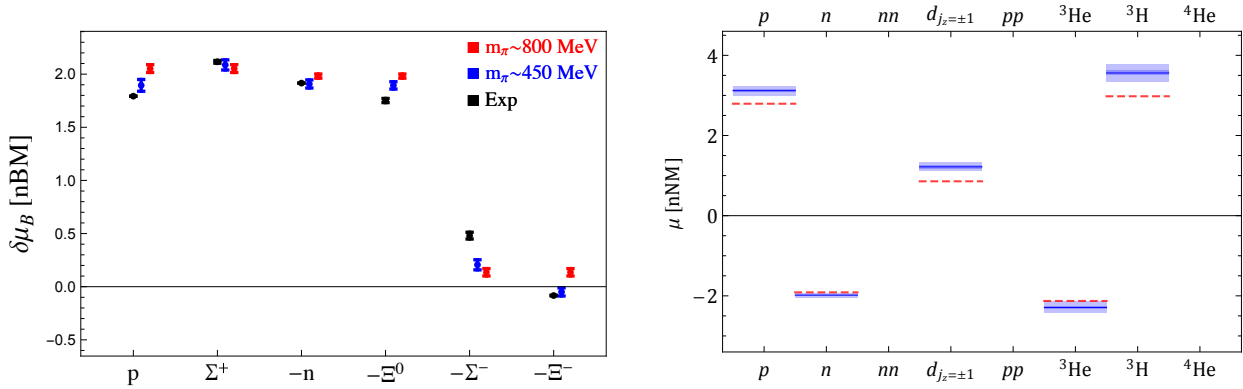 δμ_B [nBM]
2.0
1.5
1.0
0.5
0.0
−0.5
m_π~800 MeV
m_π~450 MeV
Exp
p Σ⁺ −n −Ξ⁰ −Σ⁻ −Ξ⁻
p n nn d_{j_z=±1} pp ³He ³H ⁴He
μ [nNM]
4
2
0
−2
p n nn d_{j_z=±1} pp ³He ³H ⁴He